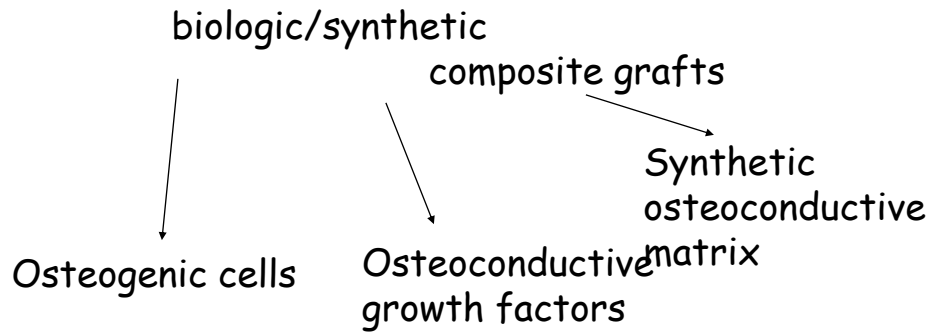 biologic/synthetic
composite grafts
Osteogenic cells
Osteoconductive
growth factors
Synthetic
osteoconductive
matrix